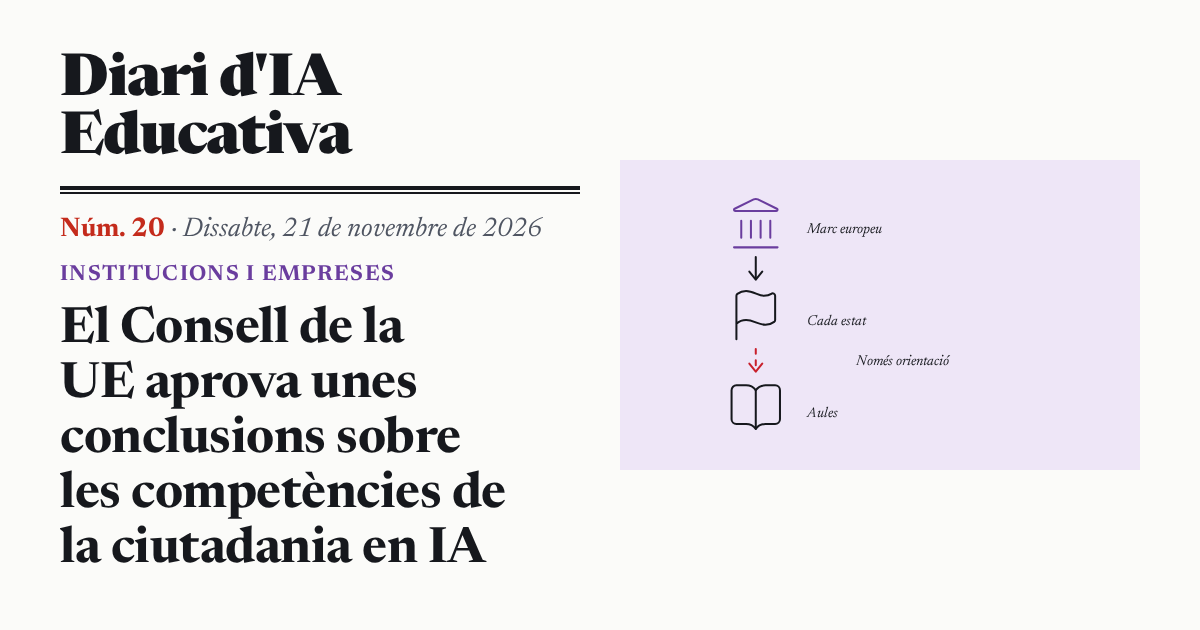 Diari d'IA
Educativa
Núm. 20 · Dissabte, 21 de novembre de 2026
INSTITUCIONS I EMPRESES
El Consell de la
UE aprova unes
conclusions sobre
les competències de
la ciutadania en IA
Marc europeu
Cada estat
Només orientació
Aules